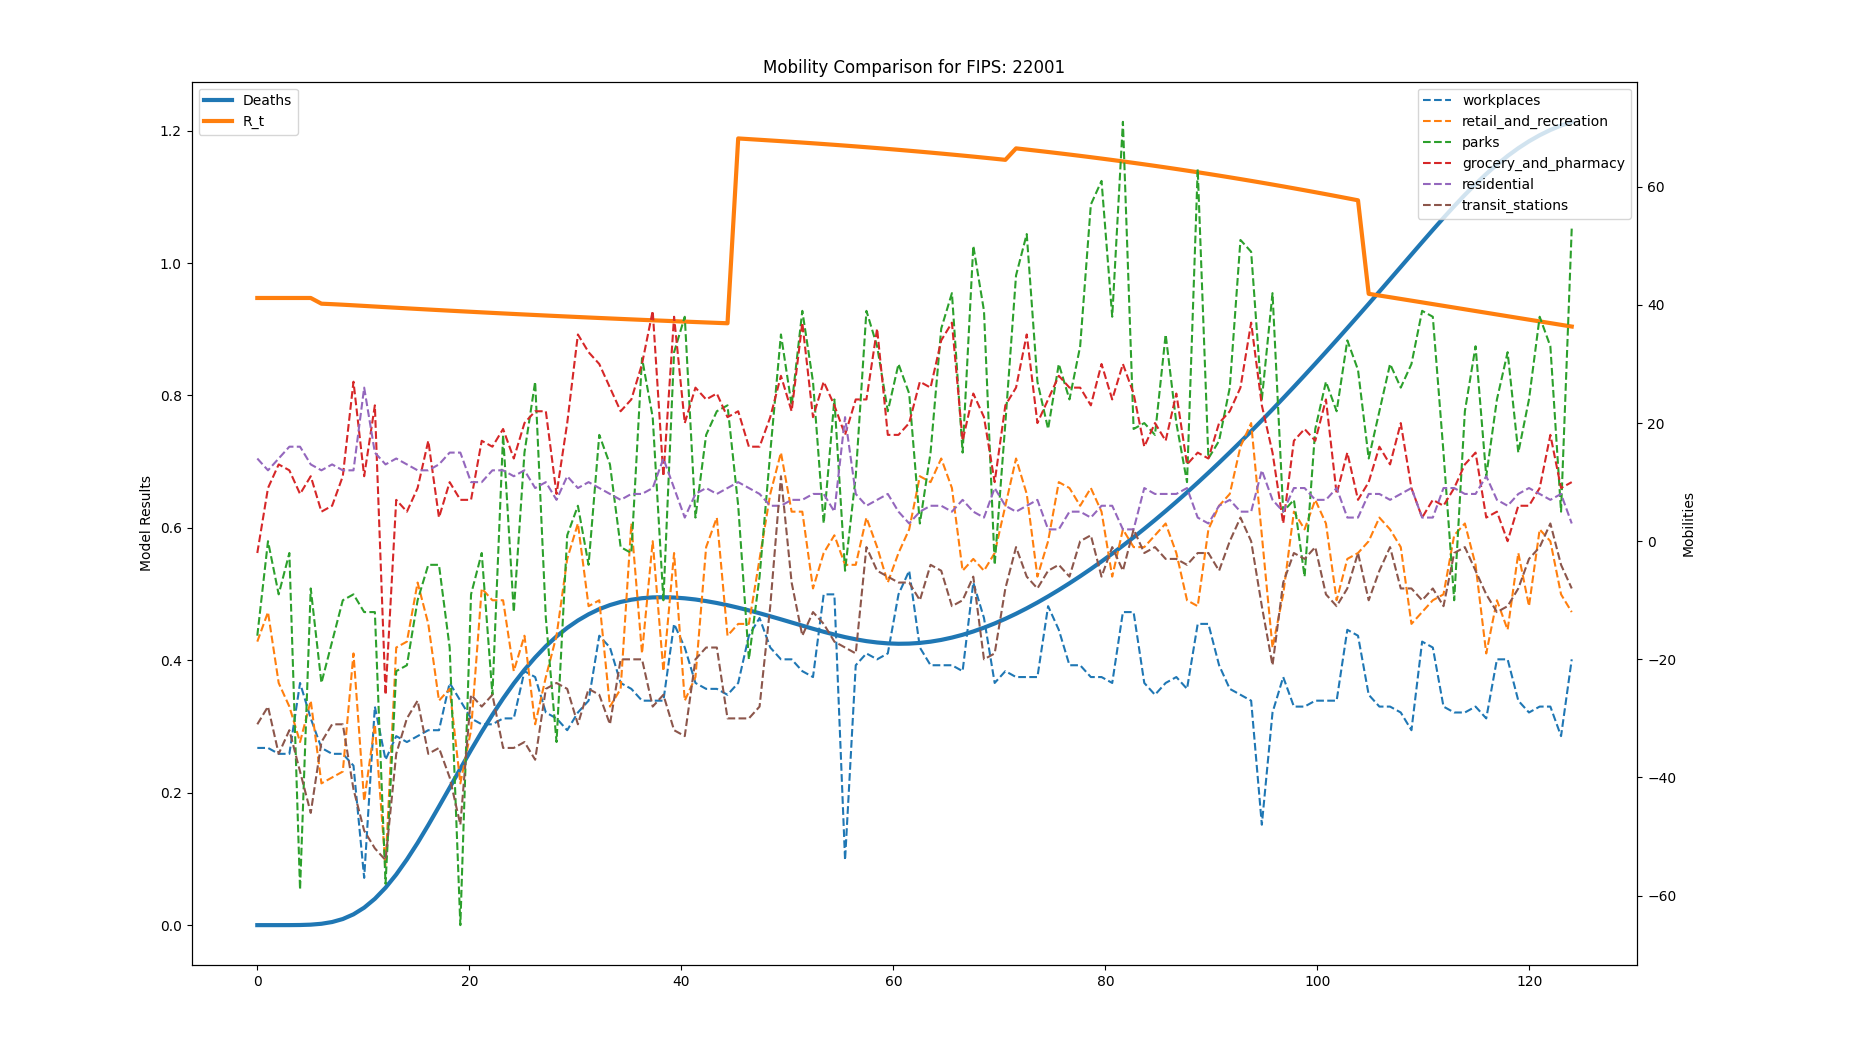 Mobility Comparison for FIPS: 22001
Deaths
R_t
workplaces
retail_and_recreation
parks
grocery_and_pharmacy
residential
transit_stations
Model Results
1.2
1.0
0.8
0.6
0.4
0.2
0.0
Mobilities
60
40
20
0
−20
−40
−60
0 20 40 60 80 100 120